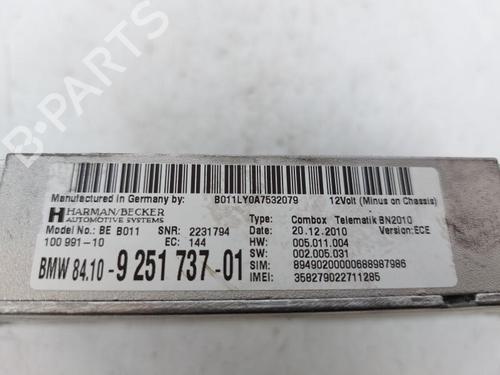 B-PARTS
Manufactured in Germany by: B011LY0A7532079 12Volt (Minus on Chassis)
HARMAN/BECKER
AUTOMOTIVE SYSTEMS
Type: Combox Telematik BN2010
Model No.: BE B011 SNR: 2231794 Date: 20.12.2010 Version: ECE
100 991-10 EC: 144 HW: 005.011.004
SW: 002.005.031
BMW 84.10 - 9 251 737 - 01 SIM: 89490200000688987986
IMEI: 358279022711285